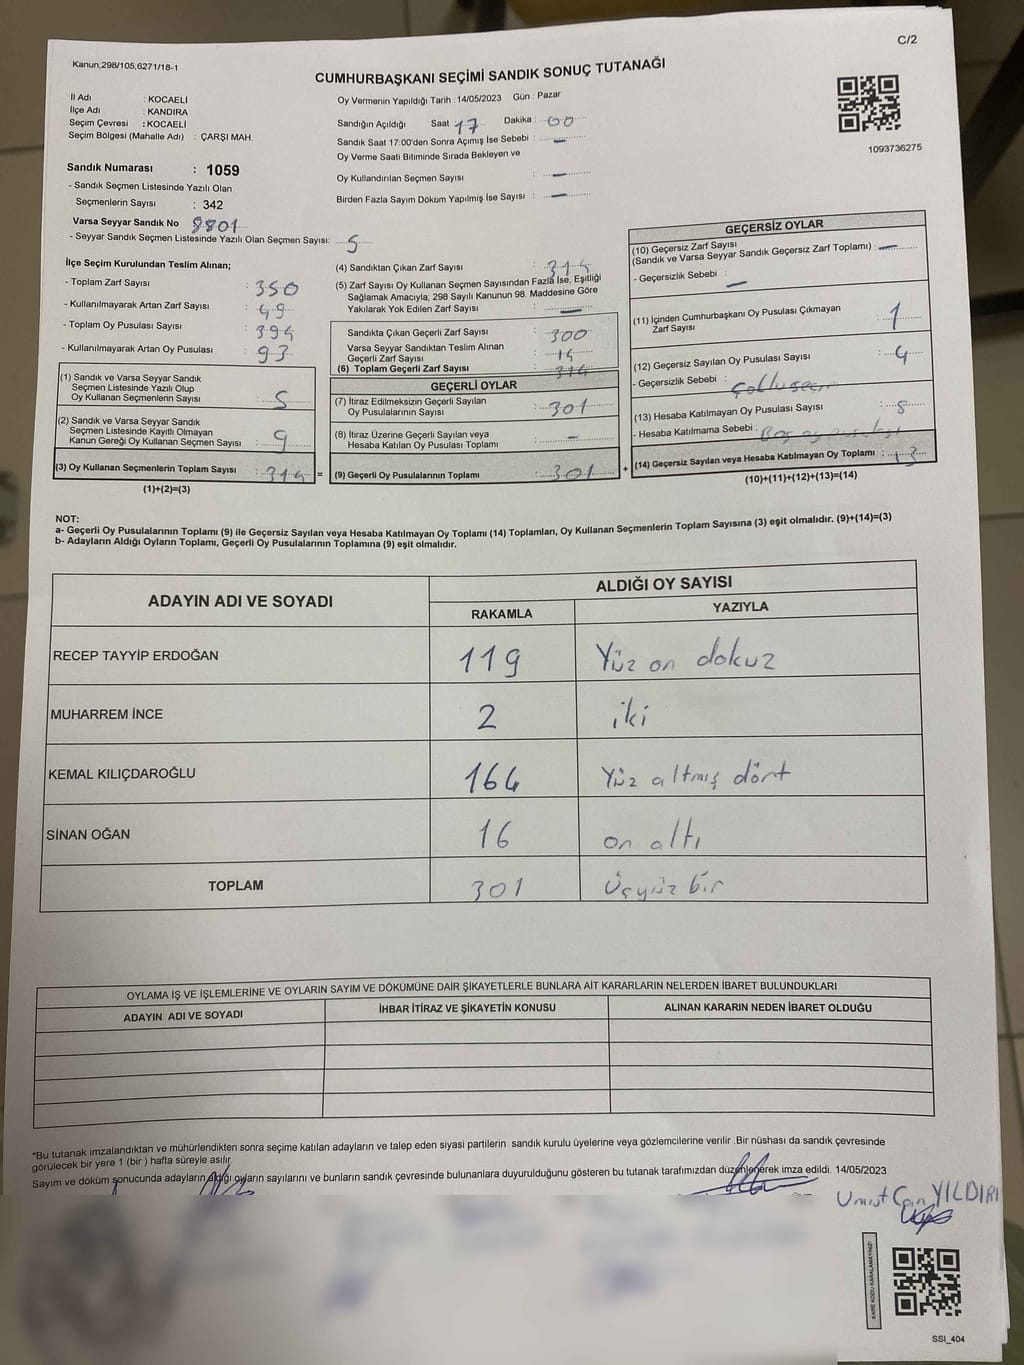 C/2
Kanun,298/105,6271/18-1
CUMHURBAŞKANI SEÇİMİ SANDIK SONUÇ TUTANAĞI
İl Adı : KOCAELİ
İlçe Adı : KANDIRA
Seçim Çevresi : KOCAELİ
Seçim Bölgesi (Mahalle Adı) : ÇARŞI MAH.
Sandık Numarası : 1059
- Sandık Seçmen Listesinde Yazılı Olan
Seçmenlerin Sayısı : 342
Varsa Seyyar Sandık No 8801
- Seyyar Sandık Seçmen Listesinde Yazılı Olan Seçmen Sayısı: 5
Oy Vermenin Yapıldığı Tarih : 14/05/2023 Gün : Pazar
Sandığın Açıldığı Saat 17 Dakika : 00
Sandık Saat 17:00'den Sonra Açımış İse Sebebi : —
Oy Verme Saati Bitiminde Sırada Bekleyen ve
Oy Kullandırılan Seçmen Sayısı : —
Birden Fazla Sayım Döküm Yapılmış İse Sayısı : —
1093736275
İlçe Seçim Kurulundan Teslim Alınan;
- Toplam Zarf Sayısı : 350
- Kullanılmayarak Artan Zarf Sayısı : 49
- Toplam Oy Pusulası Sayısı : 394
- Kullanılmayarak Artan Oy Pusulası : 93
(1) Sandık ve Varsa Seyyar Sandık
Seçmen Listesinde Yazılı Olup
Oy Kullanan Seçmenlerin Sayısı : 5
(2) Sandık ve Varsa Seyyar Sandık
Seçmen Listesinde Kayıtlı Olmayan
Kanun Gereği Oy Kullanan Seçmen Sayısı : 9
(3) Oy Kullanan Seçmenlerin Toplam Sayısı : 314 =
(1)+(2)=(3)
(4) Sandıktan Çıkan Zarf Sayısı : 314
(5) Zarf Sayısı Oy Kullanan Seçmen Sayısından Fazla İse, Eşitliği
Sağlamak Amacıyla; 298 Sayılı Kanunun 98. Maddesine Göre
Yakılarak Yok Edilen Zarf Sayısı : —
Sandıkta Çıkan Geçerli Zarf Sayısı : 300
Varsa Seyyar Sandıktan Teslim Alınan
Geçerli Zarf Sayısı : 14
(6) Toplam Geçerli Zarf Sayısı : 314
GEÇERLİ OYLAR
(7) İtiraz Edilmeksizin Geçerli Sayılan
Oy Pusulalarının Sayısı : 301
(8) İtiraz Üzerine Geçerli Sayılan veya
Hesaba Katılan Oy Pusulası Toplamı : —
(9) Geçerli Oy Pusulalarının Toplamı : 301 +
GEÇERSİZ OYLAR
(10) Geçersiz Zarf Sayısı
(Sandık ve Varsa Seyyar Sandık Geçersiz Zarf Toplamı) : —
- Geçersizlik Sebebi : —
(11) İçinden Cumhurbaşkanı Oy Pusulası Çıkmayan
Zarf Sayısı : 1
(12) Geçersiz Sayılan Oy Pusulası Sayısı : 4
- Geçersizlik Sebebi :
(13) Hesaba Katılmayan Oy Pusulası Sayısı : 8
- Hesaba Katılmama Sebebi : Boş oy pusulası
(14) Geçersiz Sayılan veya Hesaba Katılmayan Oy Toplamı : 13
(10)+(11)+(12)+(13)=(14)
NOT:
a- Geçerli Oy Pusulalarının Toplamı (9) ile Geçersiz Sayılan veya Hesaba Katılmayan Oy Toplamı (14) Toplamları, Oy Kullanan Seçmenlerin Toplam Sayısına (3) eşit olmalıdır. (9)+(14)=(3)
b- Adayların Aldığı Oyların Toplamı, Geçerli Oy Pusulalarının Toplamına (9) eşit olmalıdır.
ADAYIN ADI VE SOYADI ALDIĞI OY SAYISI
RAKAMLA YAZIYLA
RECEP TAYYİP ERDOĞAN 119 Yüz on dokuz
MUHARREM İNCE 2 iki
KEMAL KILIÇDAROĞLU 164 Yüz altmış dört
SİNAN OĞAN 16 on altı
TOPLAM 301 Üçyüz bir
OYLAMA İŞ VE İŞLEMLERİNE VE OYLARIN SAYIM VE DÖKÜMÜNE DAİR ŞİKAYETLERLE BUNLARA AİT KARARLARIN NELERDEN İBARET BULUNDUKLARI
ADAYIN ADI VE SOYADI İHBAR İTİRAZ VE ŞİKAYETİN KONUSU ALINAN KARARIN NEDEN İBARET OLDUĞU
*Bu tutanak imzalandıktan ve mühürlendikten sonra seçime katılan adayların ve talep eden siyasi partilerin sandık kurulu üyelerine veya gözlemcilerine verilir .Bir nüshası da sandık çevresinde
görülecek bir yere 1 (bir ) hafta süreyle asılır.
Sayım ve döküm sonucunda adayların aldığı oyların sayılarını ve bunların sandık çevresinde bulunanlara duyurulduğunu gösteren bu tutanak tarafımızdan düzenlenerek imza edildi. 14/05/2023
Umut Can YILDIRI
KARE KODU KARALAMAYINIZ!
SSI_404